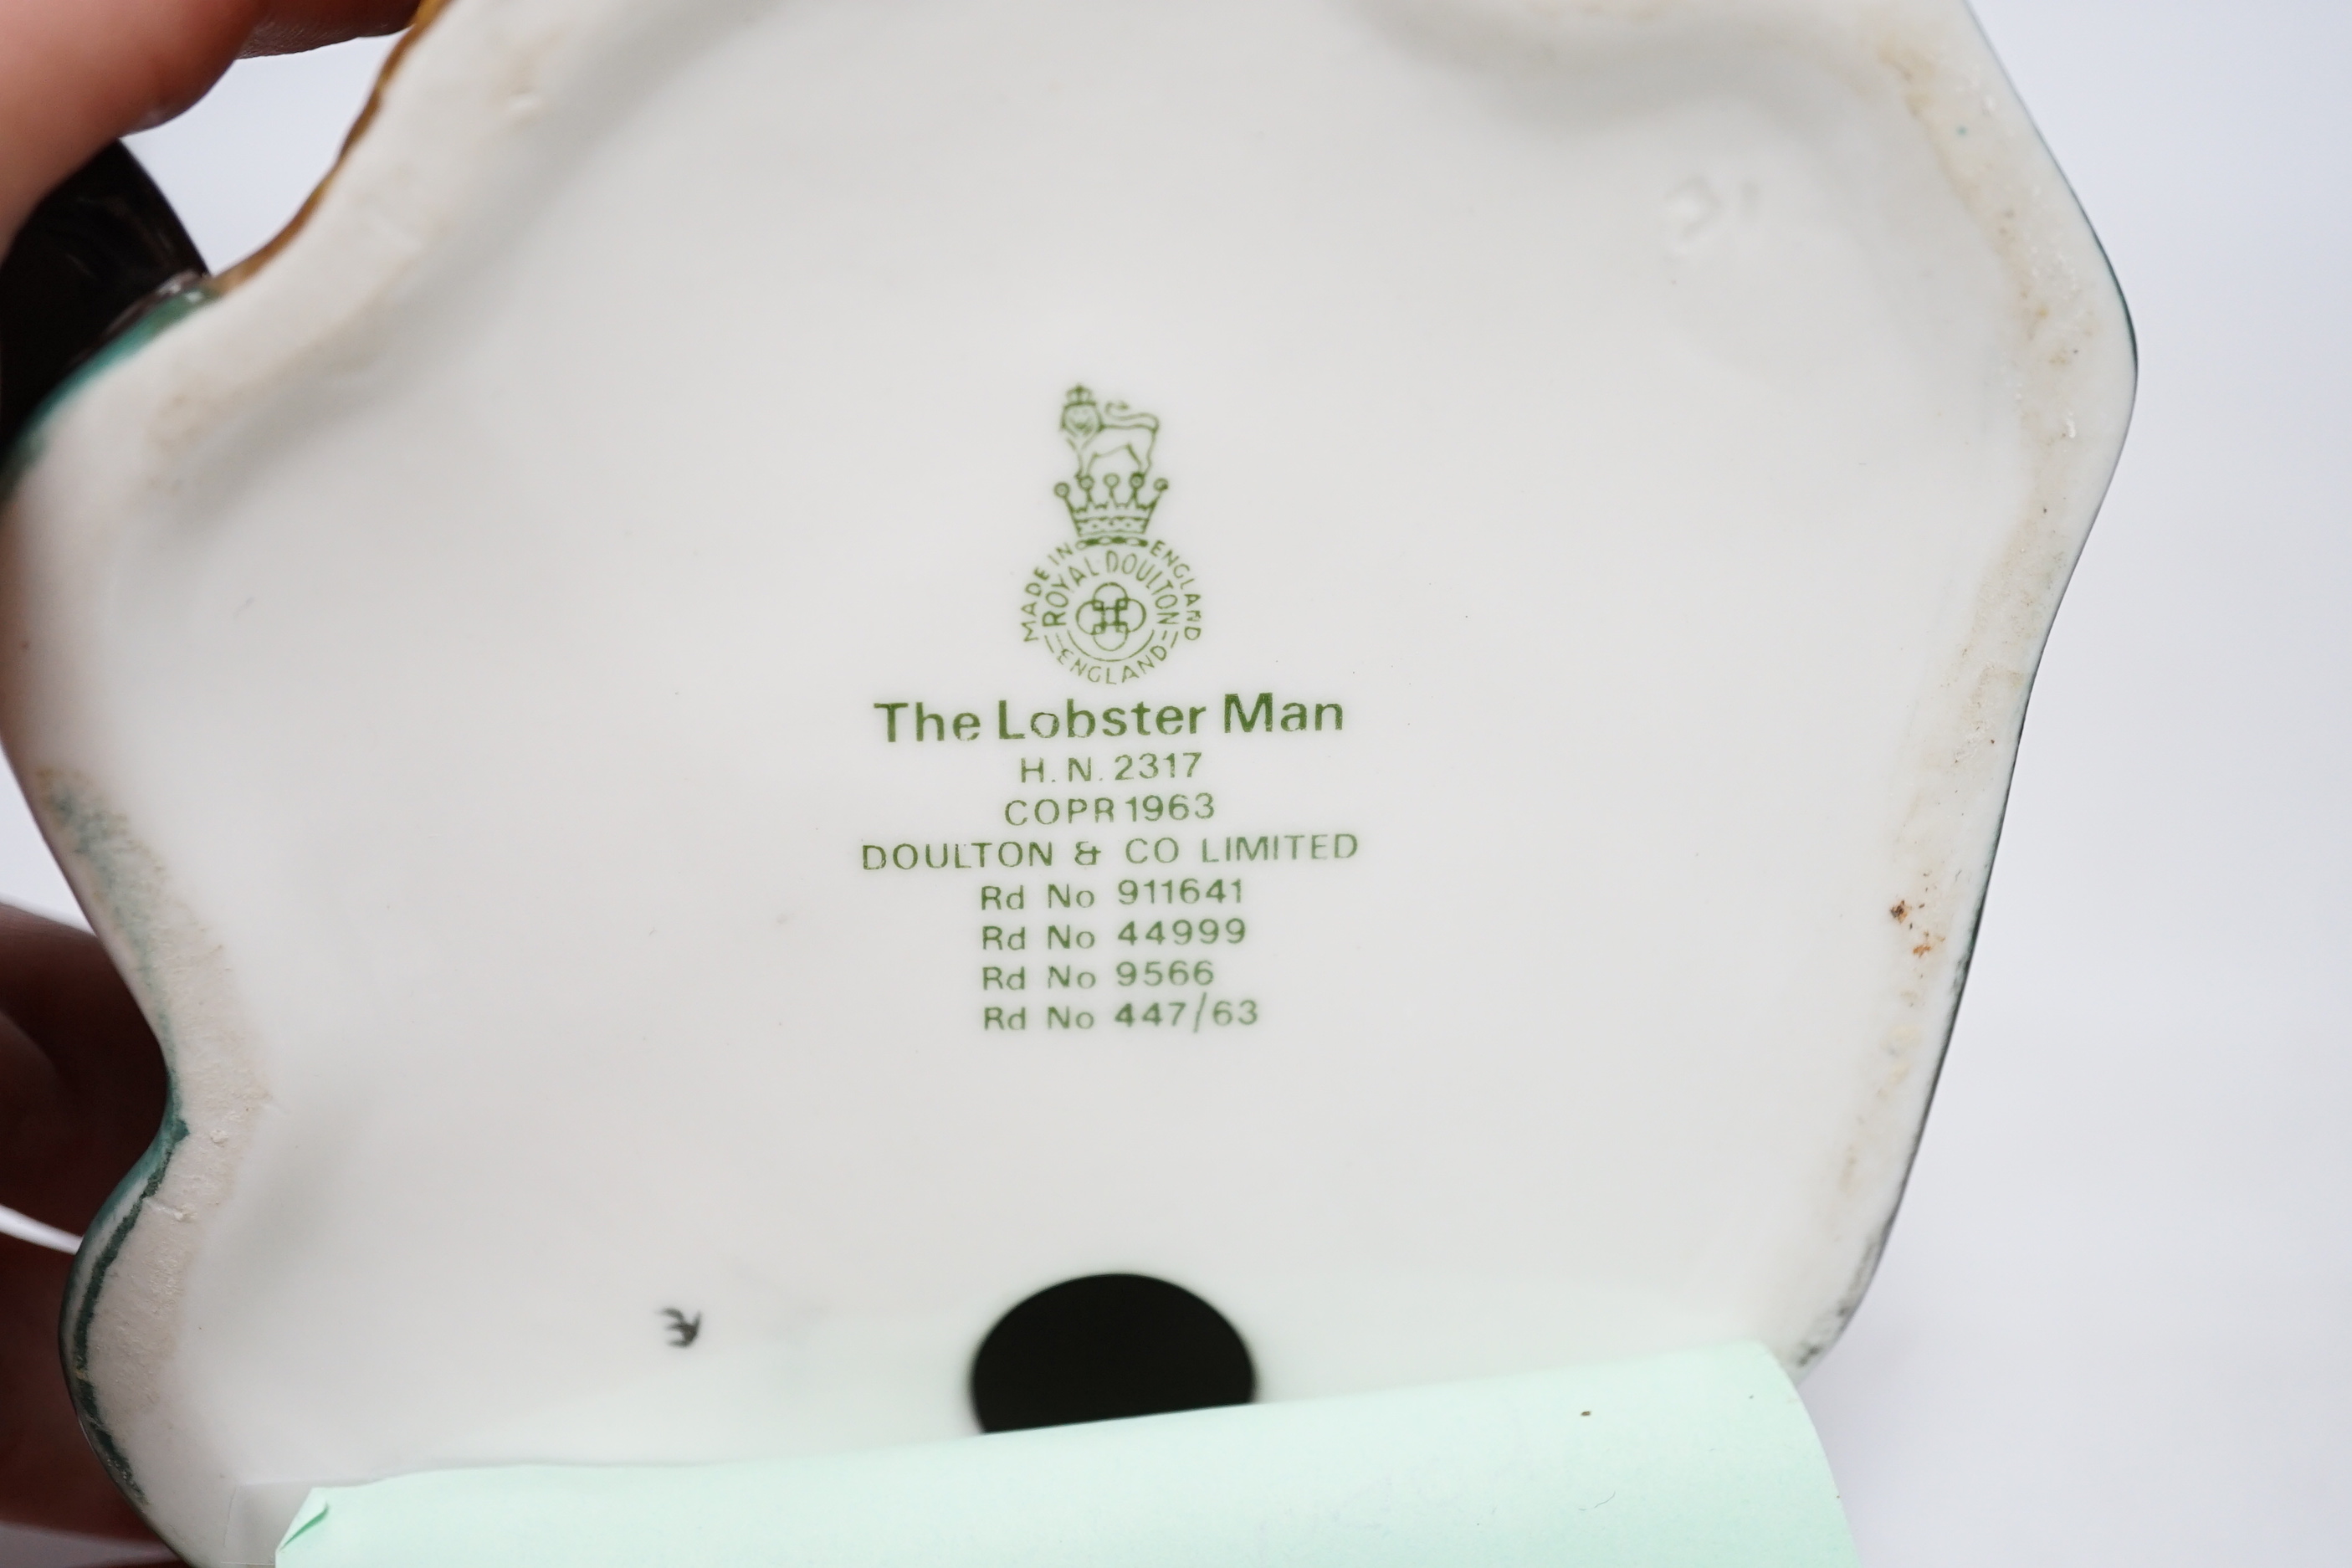 MADE IN ENGLAND
ROYAL DOULTON
ENGLAND
The Lobster Man
H.N. 2317
COPR 1963
DOULTON & CO LIMITED
Rd No 911641
Rd No 44999
Rd No 9566
Rd No 447/63